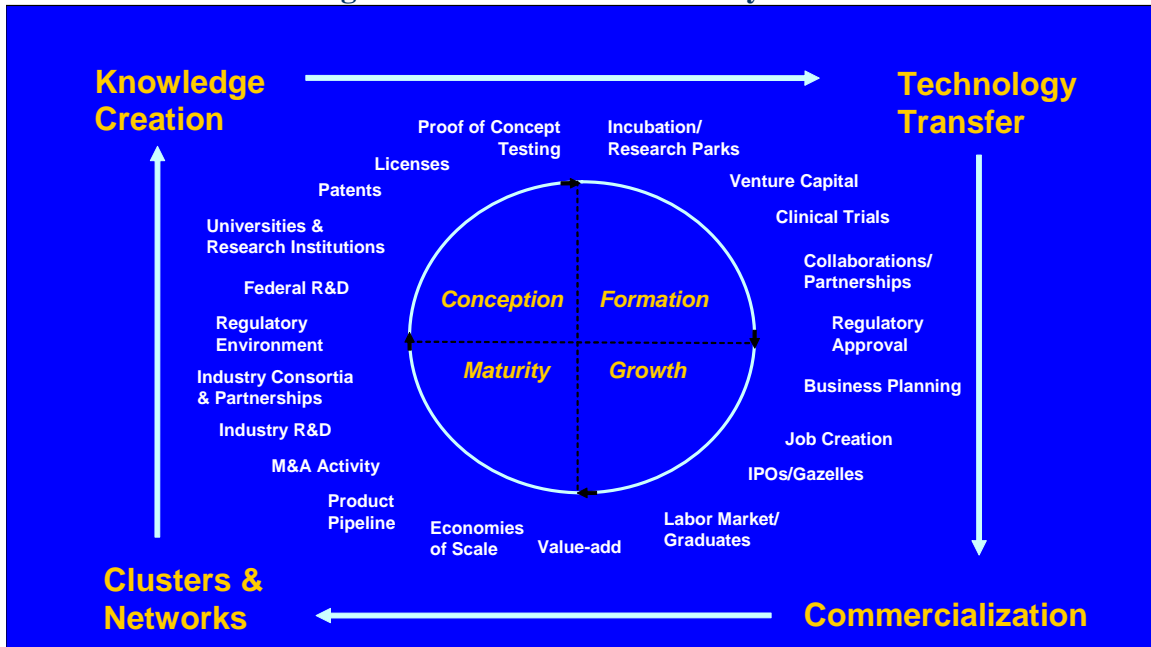 Knowledge
Creation
Technology
Transfer
Proof of Concept
Testing
Incubation/
Research Parks
Licenses
Venture Capital
Patents
Clinical Trials
Universities &
Research Institutions
Collaborations/
Partnerships
Federal R&D
Conception
Formation
Regulatory
Environment
Regulatory
Approval
Maturity
Growth
Industry Consortia
& Partnerships
Business Planning
Industry R&D
Job Creation
M&A Activity
IPOs/Gazelles
Product
Pipeline
Economies
of Scale
Value-add
Labor Market/
Graduates
Clusters &
Networks
Commercialization